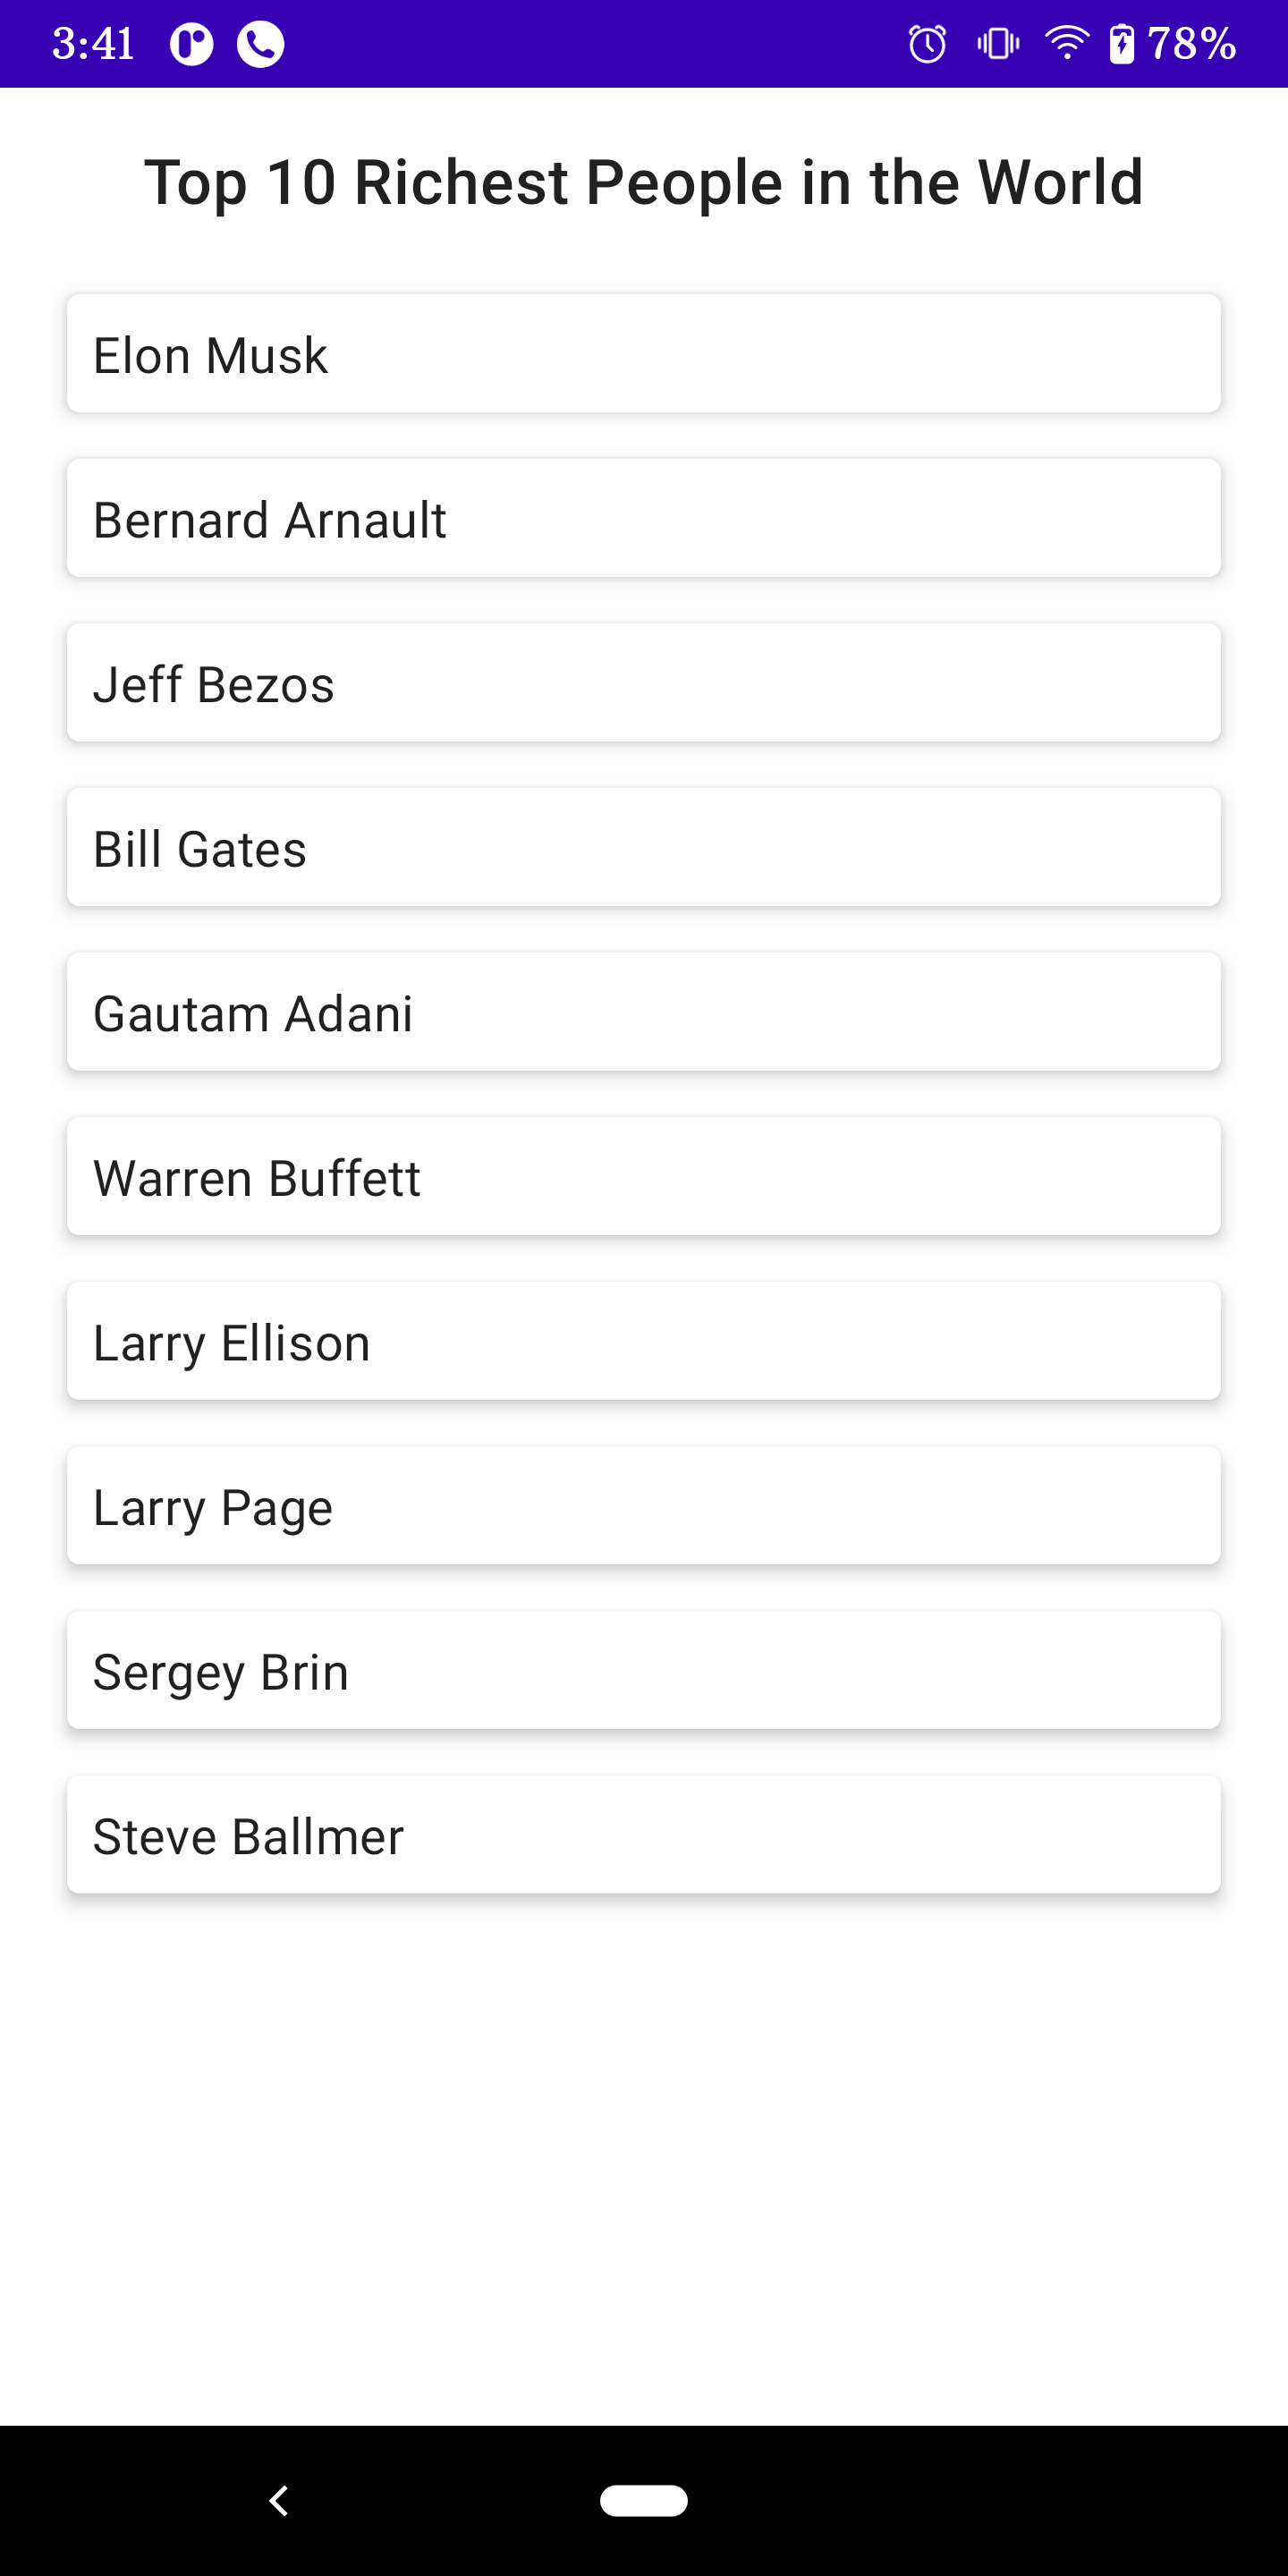 3:41 78%
Top 10 Richest People in the World
Elon Musk
Bernard Arnault
Jeff Bezos
Bill Gates
Gautam Adani
Warren Buffett
Larry Ellison
Larry Page
Sergey Brin
Steve Ballmer